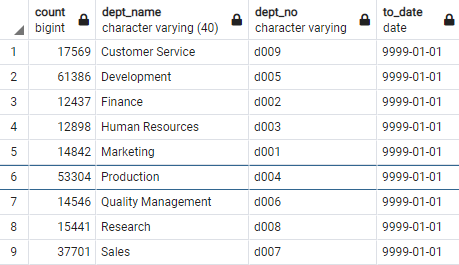 count dept_name dept_no to_date
bigint character varying (40) character varying date
1 17569 Customer Service d009 9999-01-01
2 61386 Development d005 9999-01-01
3 12437 Finance d002 9999-01-01
4 12898 Human Resources d003 9999-01-01
5 14842 Marketing d001 9999-01-01
6 53304 Production d004 9999-01-01
7 14546 Quality Management d006 9999-01-01
8 15441 Research d008 9999-01-01
9 37701 Sales d007 9999-01-01